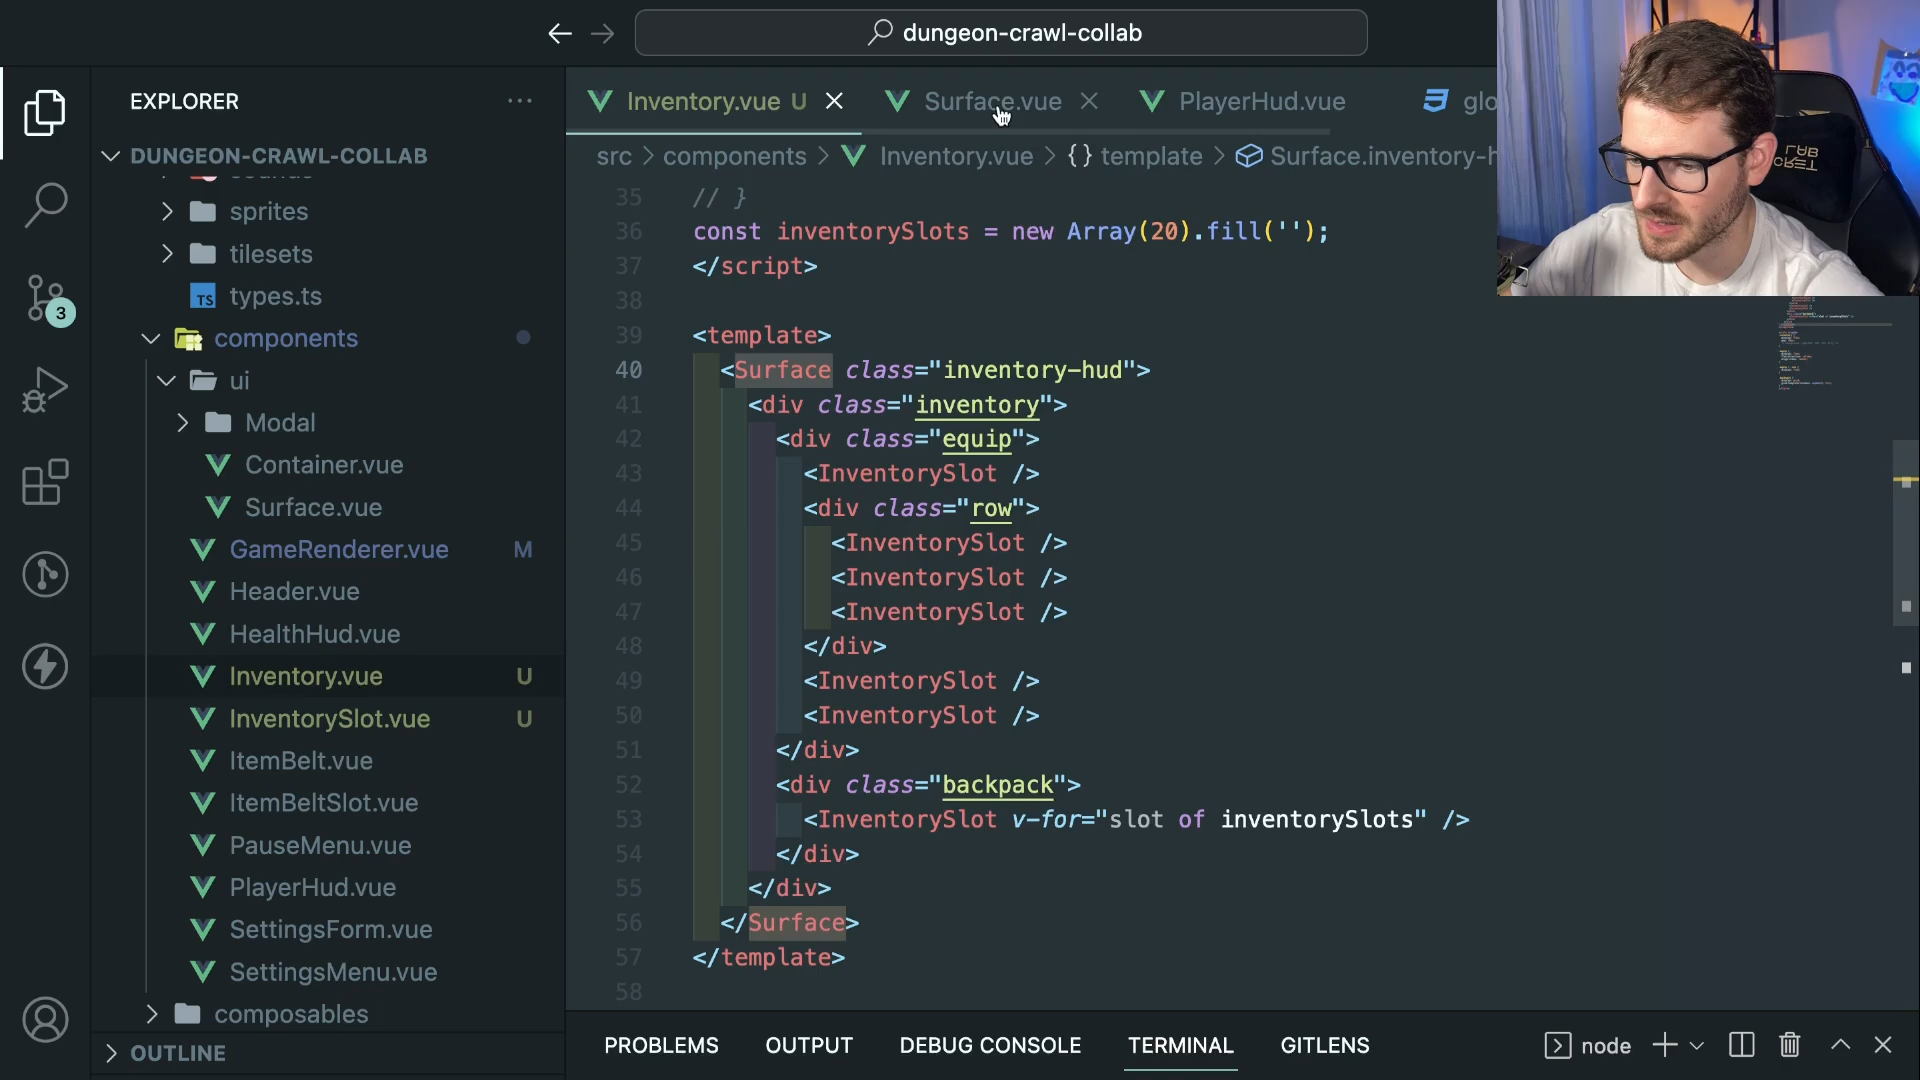 dungeon-crawl-collab
EXPLORER
Inventory.vue U
Surface.vue
PlayerHud.vue
glo
DUNGEON-CRAWL-COLLAB
src > components > Inventory.vue > {} template > Surface.inventory-h
sprites
tilesets
TS types.ts
components
ui
Modal
Container.vue
Surface.vue
GameRenderer.vue M
Header.vue
HealthHud.vue
Inventory.vue U
InventorySlot.vue U
ItemBelt.vue
ItemBeltSlot.vue
PauseMenu.vue
PlayerHud.vue
SettingsForm.vue
SettingsMenu.vue
composables
OUTLINE
3
35 // }
36 const inventorySlots = new Array(20).fill('');
37 </script>
38
39 <template>
40 <Surface class="inventory-hud">
41 <div class="inventory">
42 <div class="equip">
43 <InventorySlot />
44 <div class="row">
45 <InventorySlot />
46 <InventorySlot />
47 <InventorySlot />
48 </div>
49 <InventorySlot />
50 <InventorySlot />
51 </div>
52 <div class="backpack">
53 <InventorySlot v-for="slot of inventorySlots" />
54 </div>
55 </div>
56 </Surface>
57 </template>
58
PROBLEMS OUTPUT DEBUG CONSOLE TERMINAL GITLENS
node